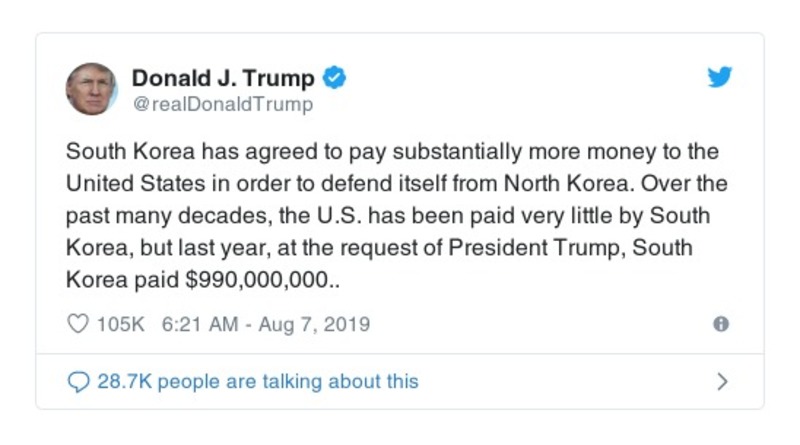 Donald J. Trump
@realDonaldTrump
South Korea has agreed to pay substantially more money to the
United States in order to defend itself from North Korea. Over the
past many decades, the U.S. has been paid very little by South
Korea, but last year, at the request of President Trump, South
Korea paid $990,000,000..
105K 6:21 AM - Aug 7, 2019
28.7K people are talking about this